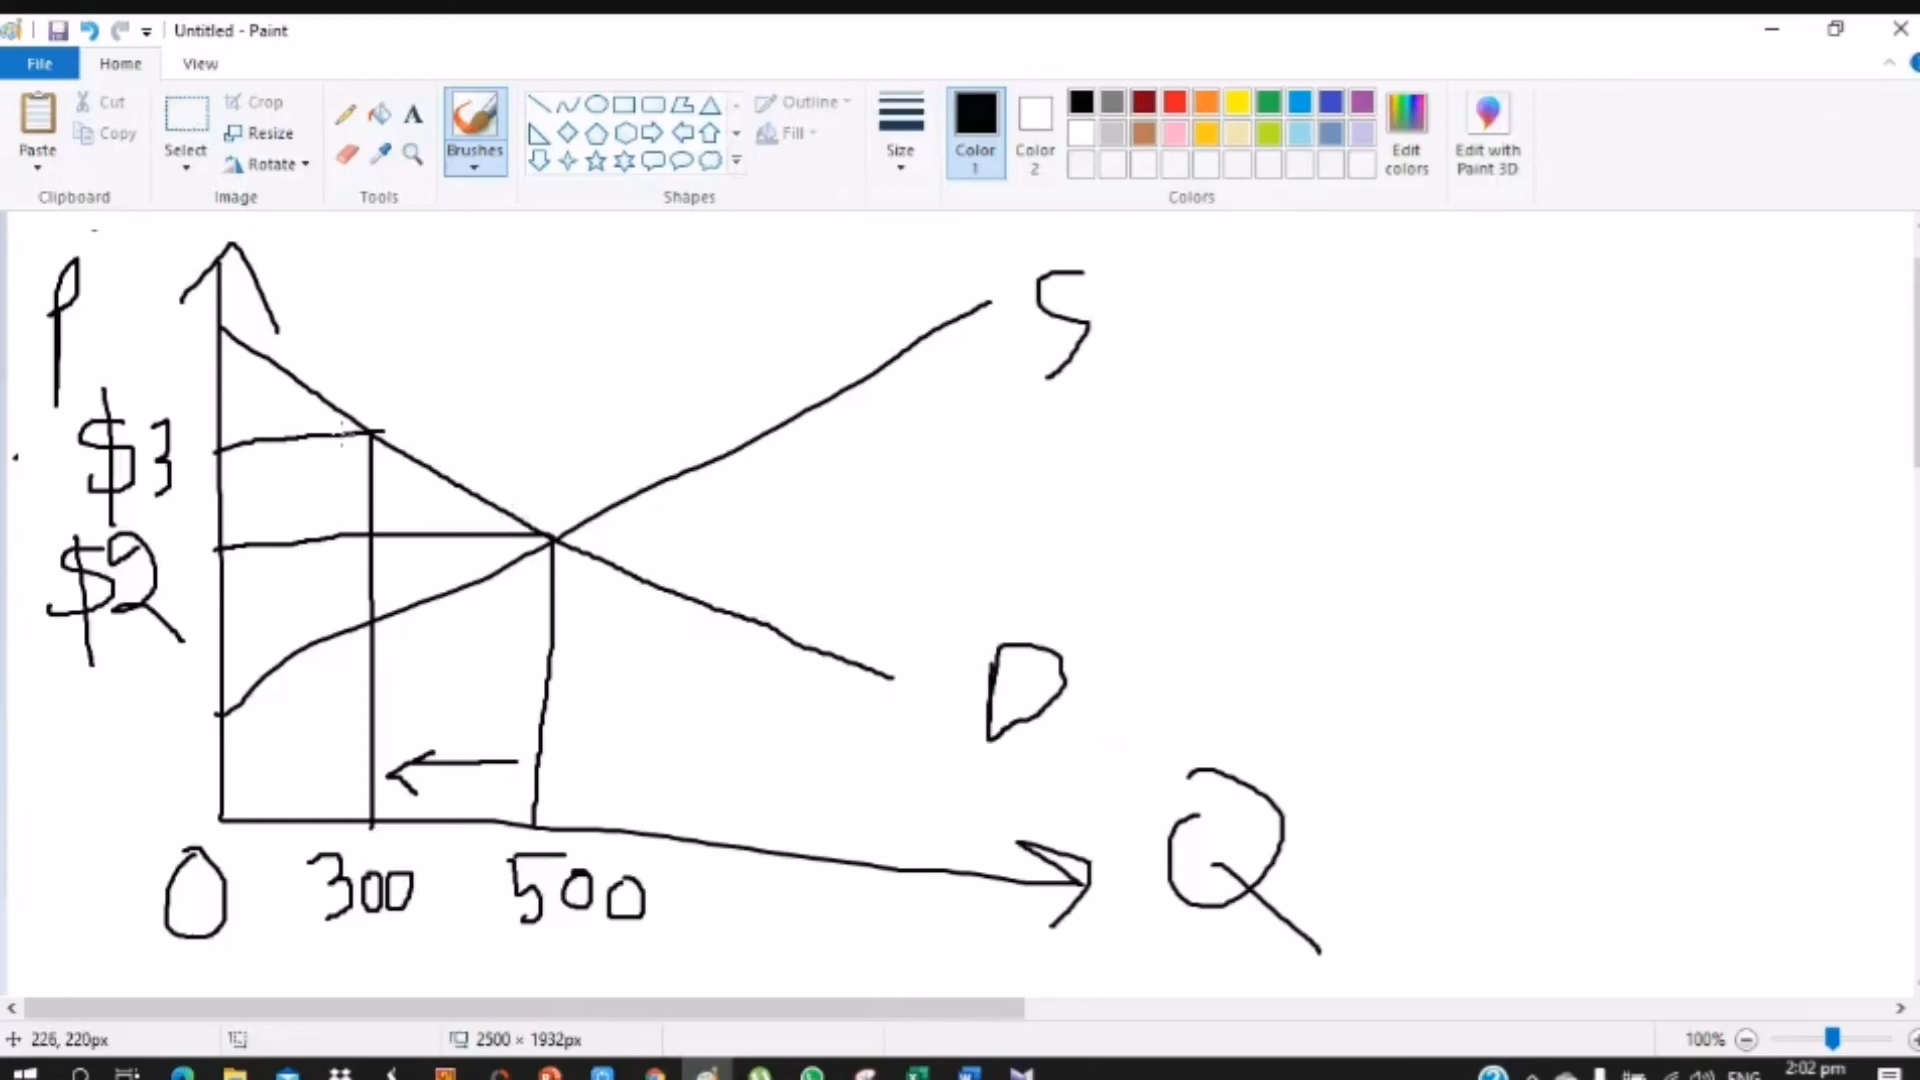 Untitled - Paint
File Home View
Paste
Cut
Copy
Clipboard
Select
Crop
Resize
Rotate
Image
A
Tools
Brushes
Shapes
Outline
Fill
Size
Color 1
Color 2
Colors
Edit colors
Edit with Paint 3D
P
$3
$2
S
D
0 300 500
Q
226, 220px
2500 × 1932px
100%
ENG
2:02 pm